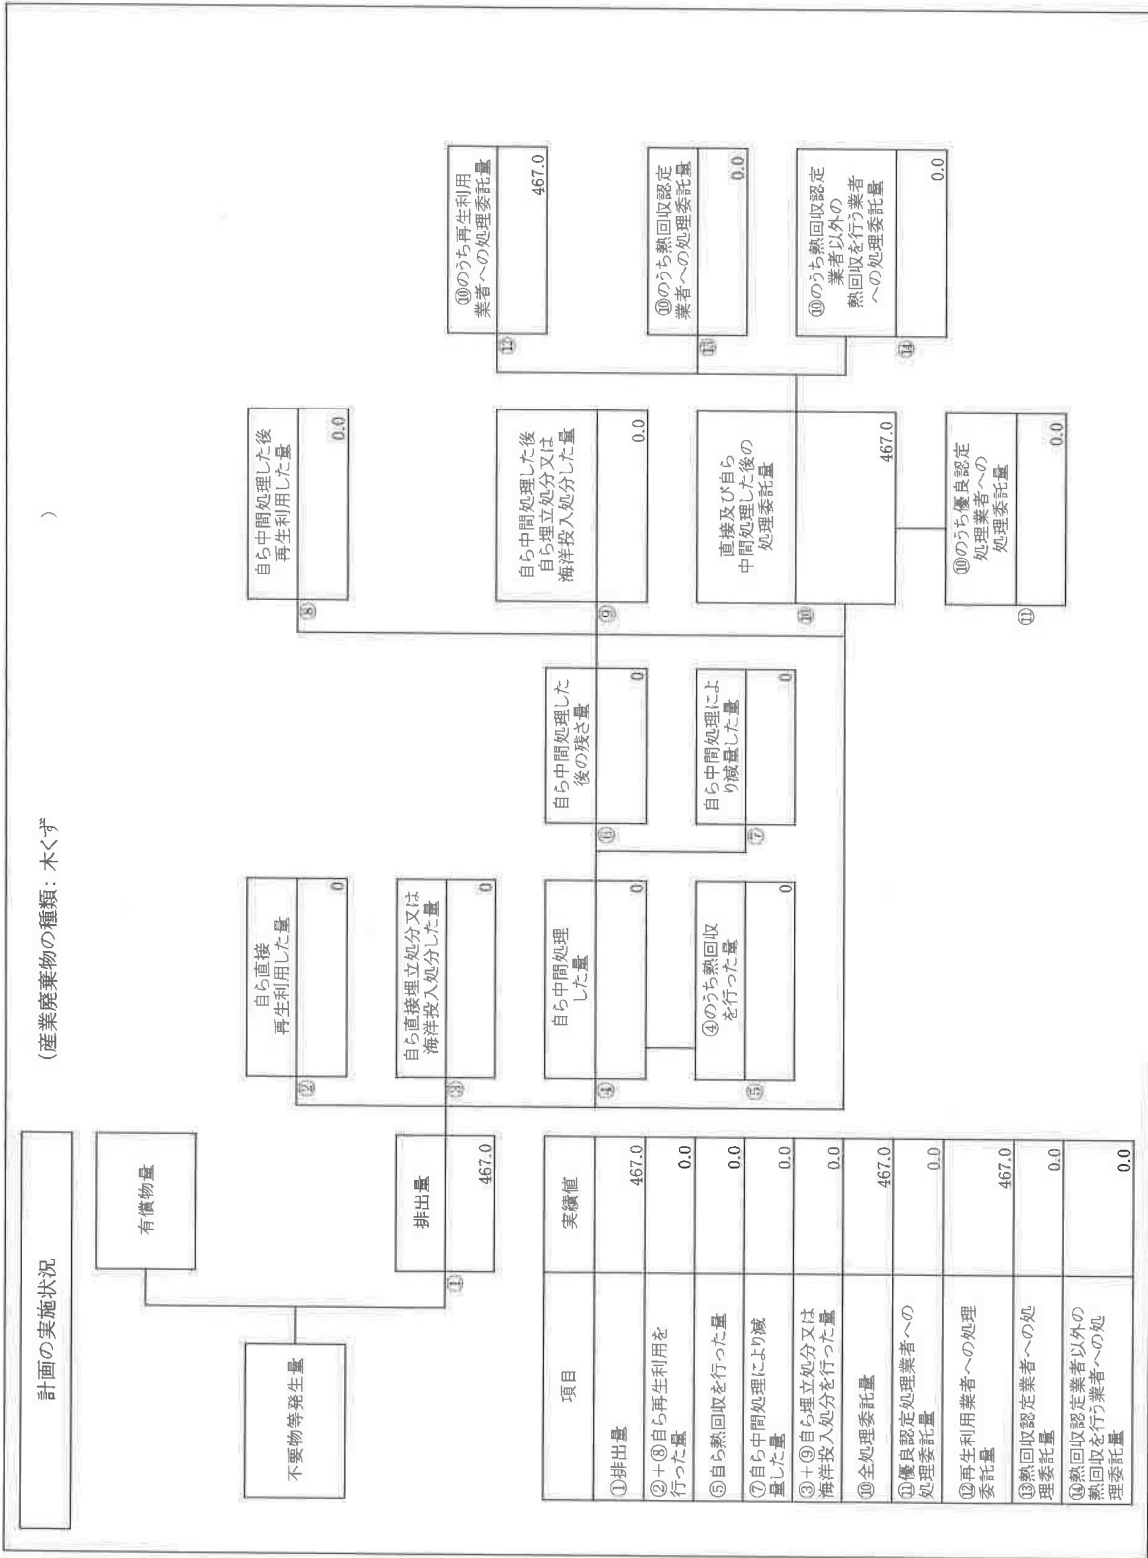 計画の実施状況
(産業廃棄物の種類: 木くず
)
不要物等発生量
有償物量
①
排出量
467.0
②
自ら直接
再生利用した量
0
③
自ら直接埋立処分又は
海洋投入処分した量
0
④
自ら中間処理
した量
0
⑤
④のうち熱回収
を行った量
0
⑥
自ら中間処理した
後の残さ量
0
⑦
自ら中間処理によ
り減量した量
0
⑧
自ら中間処理した後
再生利用した量
0.0
⑨
自ら中間処理した後
自ら埋立処分又は
海洋投入処分した量
0.0
⑩
直接及び自ら
中間処理した後の
処理委託量
467.0
⑪
⑩のうち優良認定
処理業者への
処理委託量
0.0
⑫
⑩のうち再生利用
業者への処理委託量
467.0
⑬
⑩のうち熱回収認定
業者への処理委託量
0.0
⑭
⑩のうち熱回収認定
業者以外の
熱回収を行う業者
への処理委託量
0.0
項目 実績値
①排出量 467.0
②+⑧自ら再生利用を
行った量 0.0
⑤自ら熱回収を行った量 0.0
⑦自ら中間処理により減
量した量 0.0
③+⑨自ら埋立処分又は
海洋投入処分を行った量 0.0
⑩全処理委託量 467.0
⑪優良認定処理業者への
処理委託量 0.0
⑫再生利用業者への処理
委託量 467.0
⑬熱回収認定業者への処
理委託量 0.0
⑭熱回収認定業者以外の
熱回収を行う業者への処
理委託量 0.0